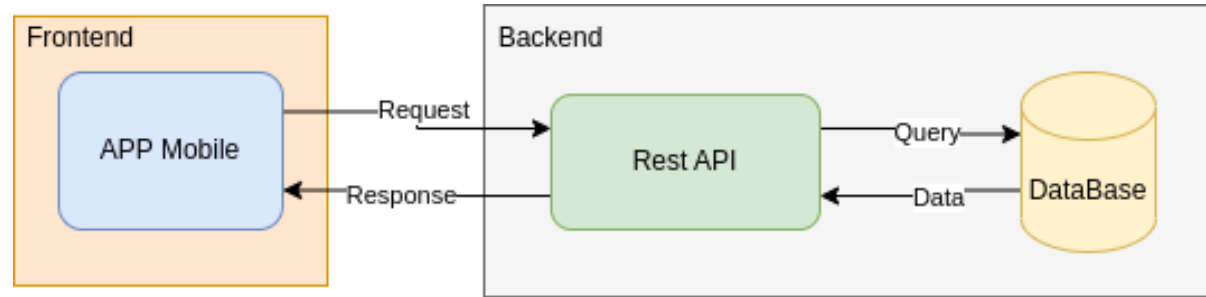 Frontend
Backend
APP Mobile
Request
Response
Rest API
Query
Data
DataBase